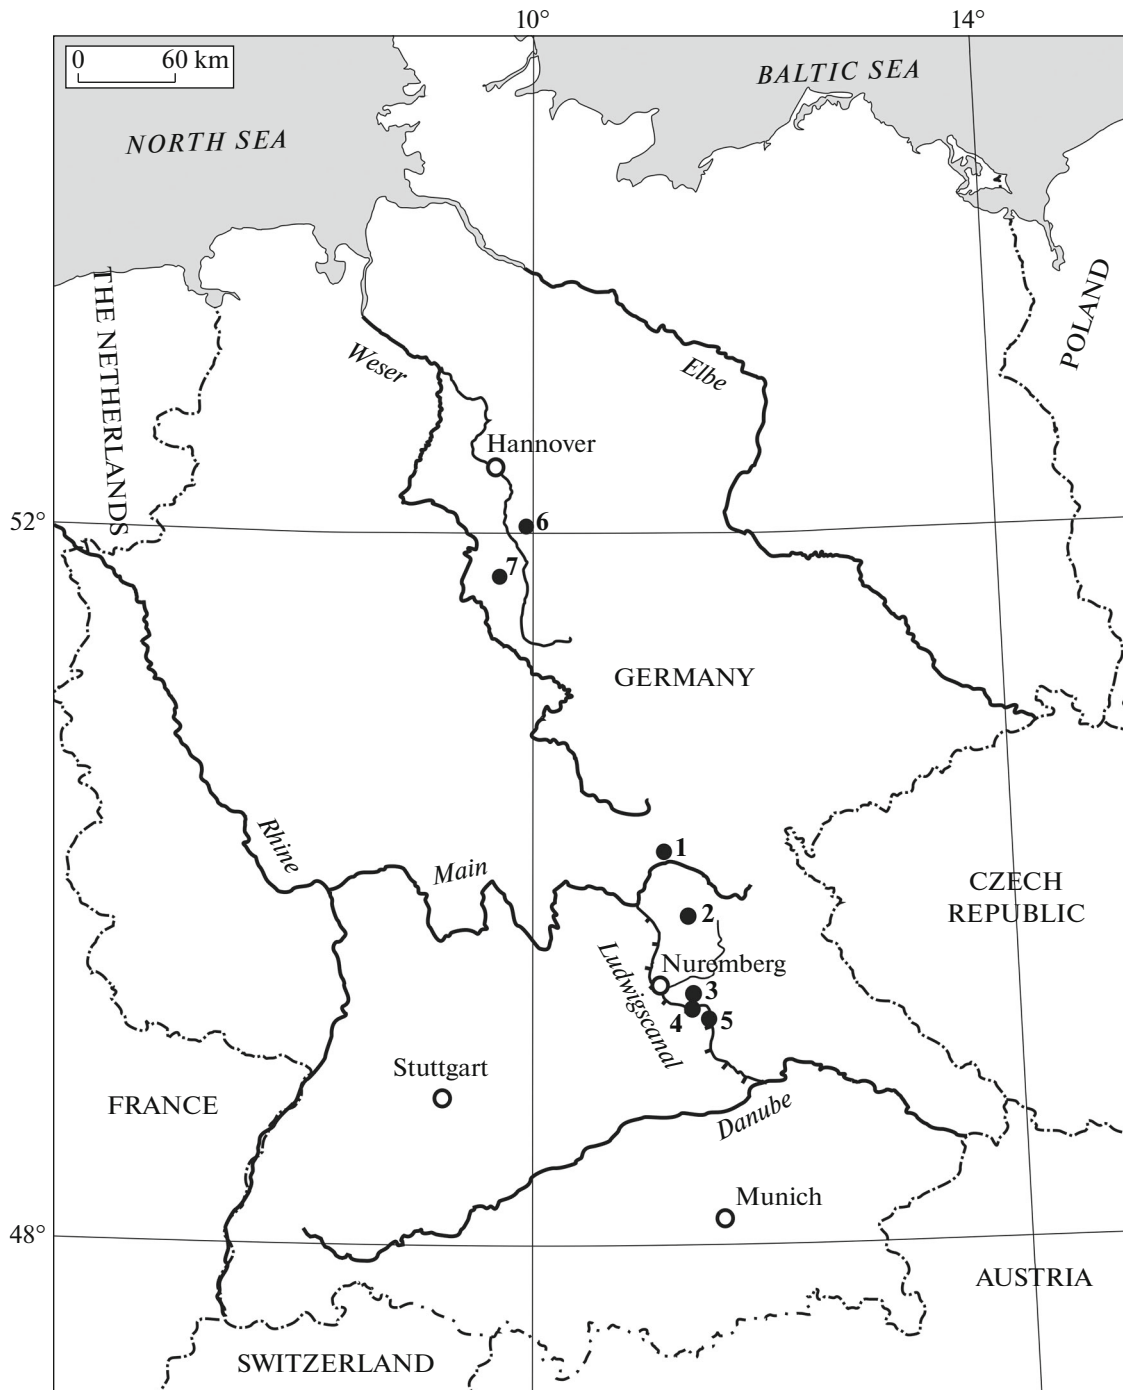 10°
14°
0 60 km
BALTIC SEA
NORTH SEA
THE NETHERLANDS
POLAND
Weser
Elbe
Hannover
52°
6
7
GERMANY
Rhine
Main
1
CZECH
REPUBLIC
2
Ludwigscanal
Nuremberg
3
4
5
Stuttgart
FRANCE
Danube
Munich
48°
AUSTRIA
SWITZERLAND